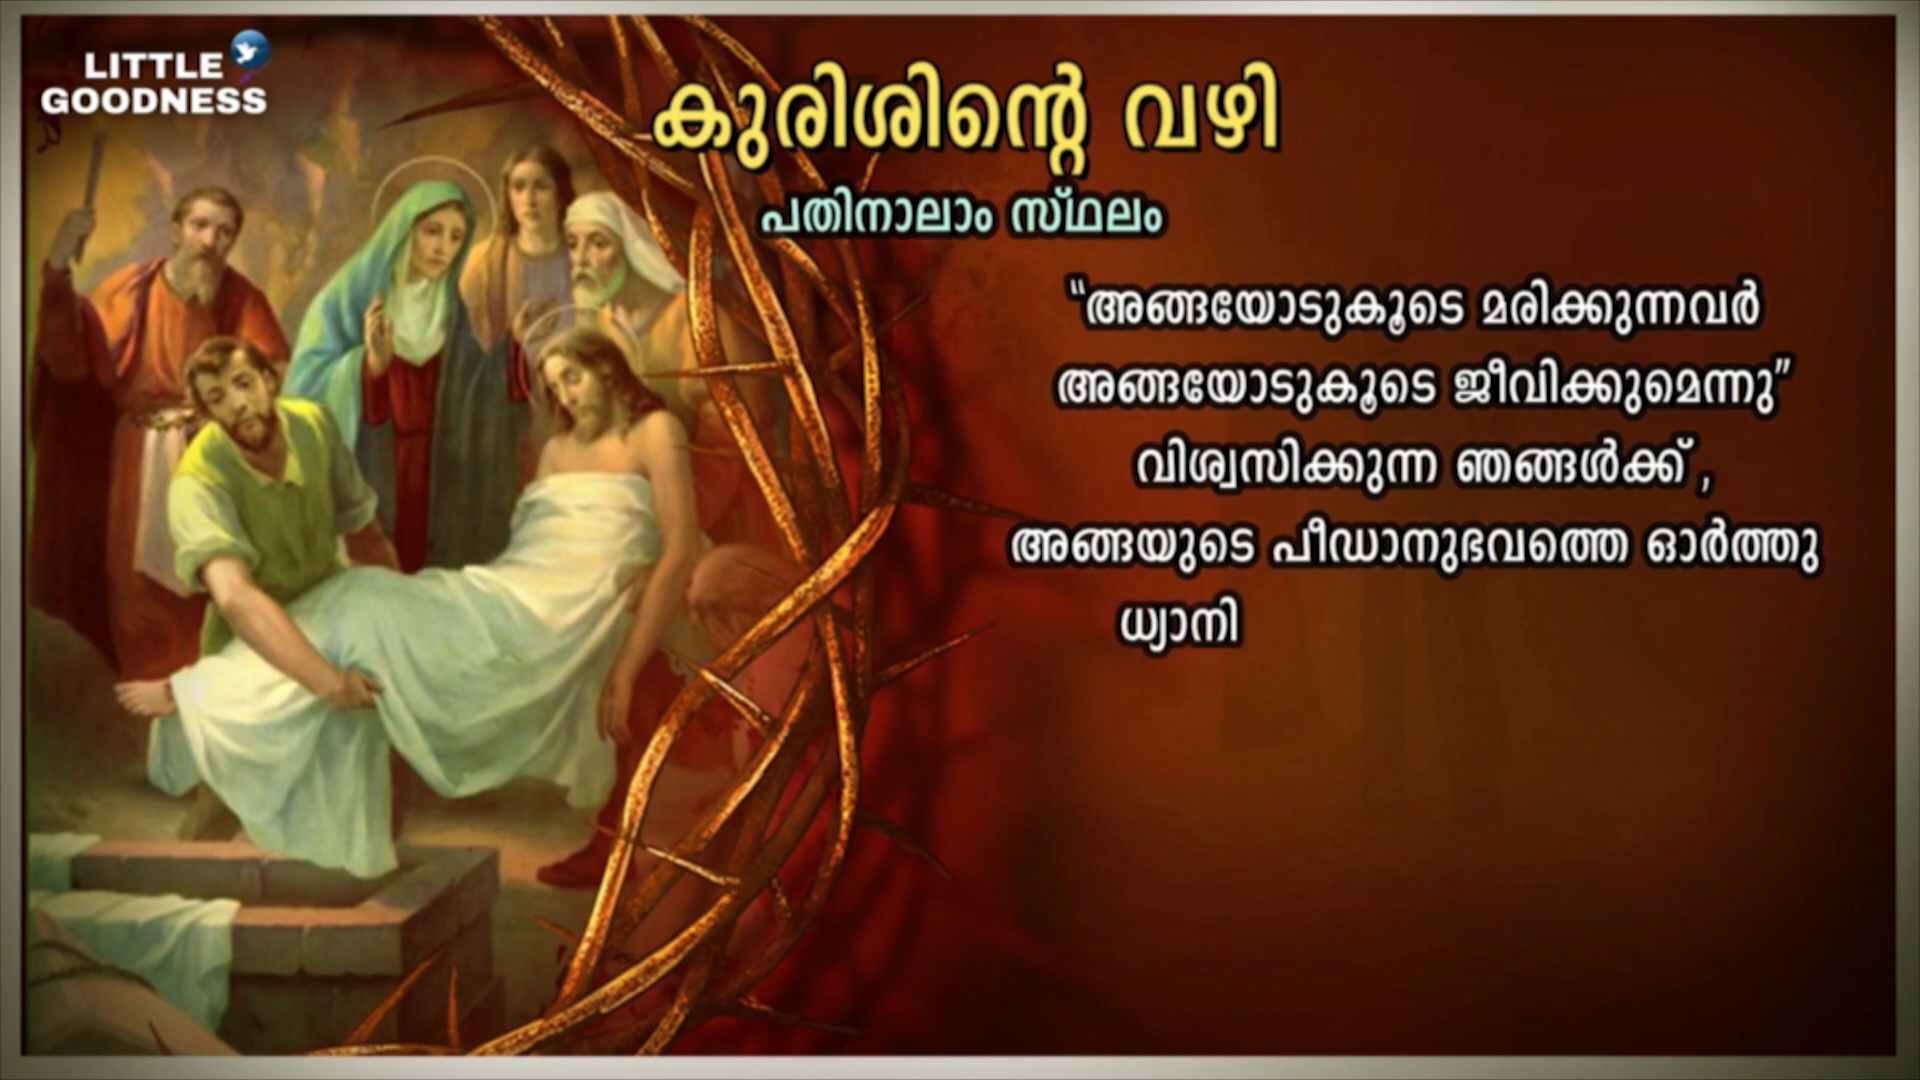 LITTLE
GOODNESS
കുരിശിന്റെ വഴി
പതിനാലാം സ്ഥലം
“അങ്ങയോടുകൂടെ മരിക്കുന്നവർ
അങ്ങയോടുകൂടെ ജീവിക്കുമെന്നു”
വിശ്വസിക്കുന്ന ഞങ്ങൾക്ക് ,
അങ്ങയുടെ പീഡാനുഭവത്തെ ഓർത്തു
ധ്യാനി